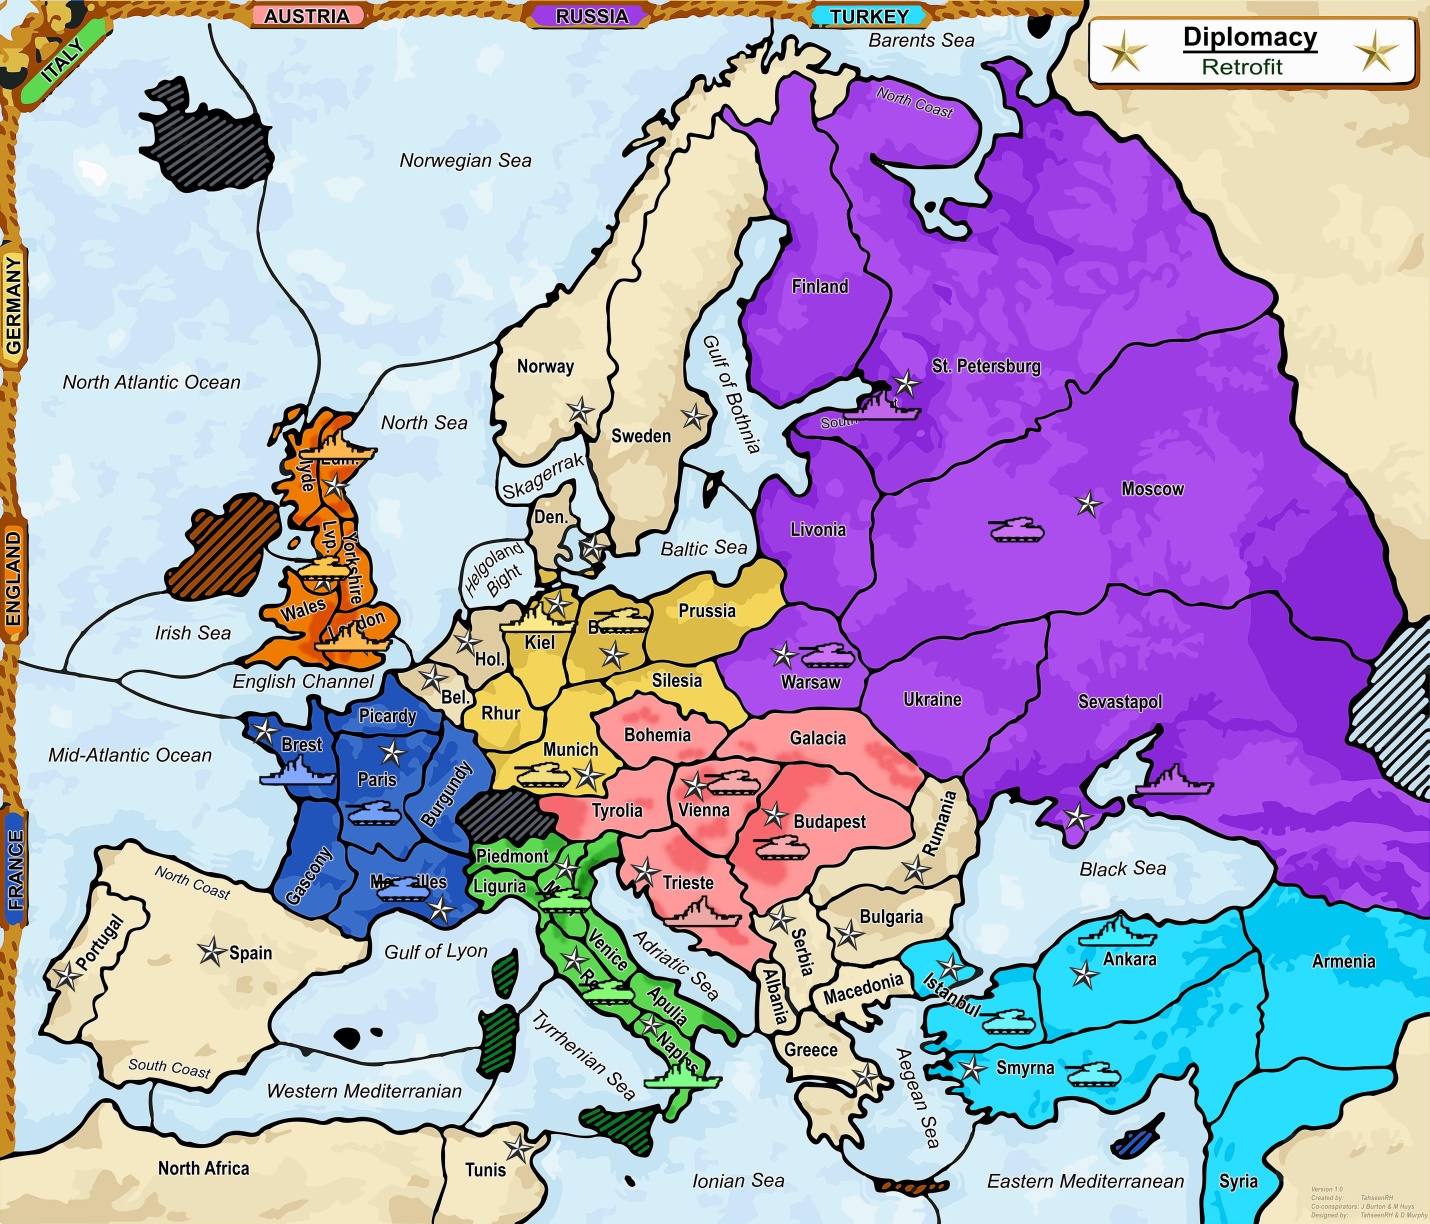 AUSTRIA
RUSSIA
TURKEY
ITALY
GERMANY
ENGLAND
FRANCE
Diplomacy
Retrofit
Barents Sea
North Coast
Norwegian Sea
Finland
St. Petersburg
Norway
North Atlantic Ocean
Gulf of Bothnia
North Sea
Sweden
Skagerrak
Moscow
Den.
Livonia
Baltic Sea
Helgoland
Bight
Lvp.
Yorkshire
Wales
London
Irish Sea
Prussia
Kiel
Hol.
Bel.
Rhur
Silesia
Warsaw
Ukraine
Sevastapol
English Channel
Picardy
Brest
Paris
Burgundy
Mid-Atlantic Ocean
Munich
Bohemia
Galacia
Tyrolia
Vienna
Budapest
Rumania
Black Sea
Piedmont
Liguria
Gascony
Trieste
Serbia
Bulgaria
North Coast
Portugal
Spain
South Coast
Gulf of Lyon
Venice
Adriatic Sea
Apulia
Naples
Albania
Macedonia
Istanbul
Ankara
Armenia
Greece
Smyrna
Aegean Sea
Tyrrhenian Sea
Western Mediterranean
North Africa
Tunis
Ionian Sea
Eastern Mediterranean
Syria
Version 1.0
Created by: TahseenRH
Co-conspirators: J Burton & M Huys
Designed by: TahseenRH & D Murphy